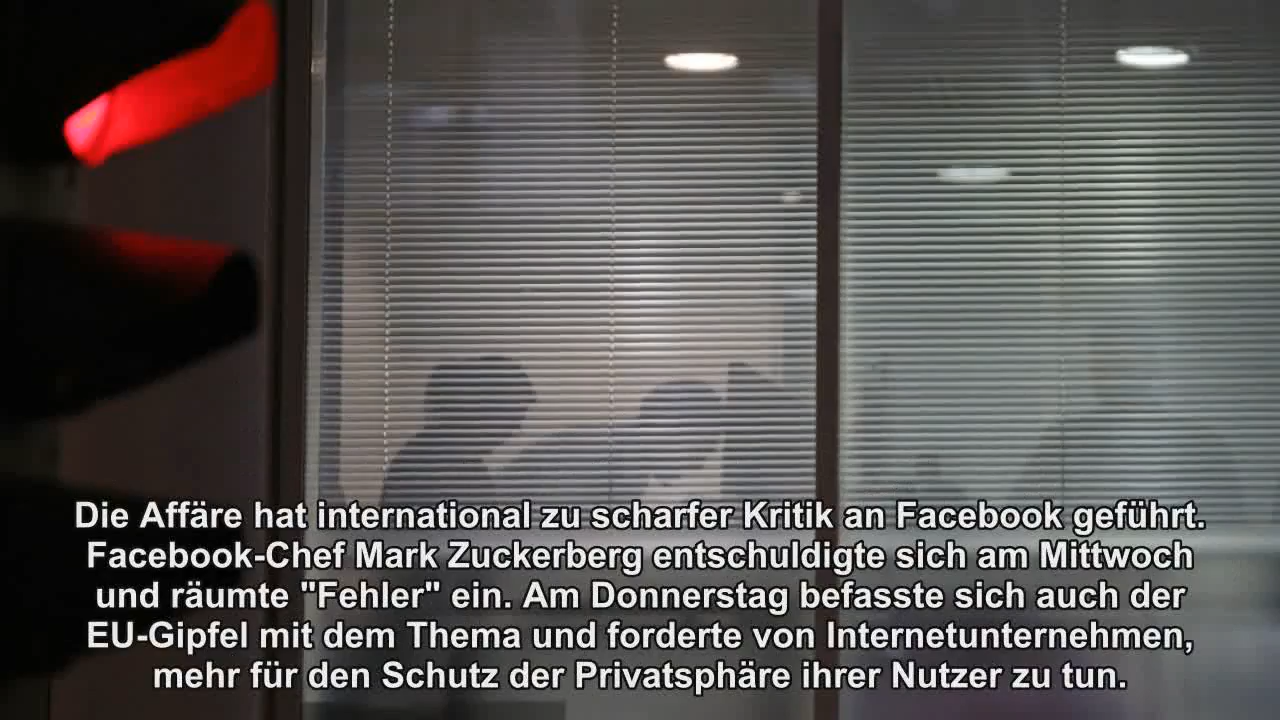 Die Affäre hat international zu scharfer Kritik an Facebook geführt.
Facebook-Chef Mark Zuckerberg entschuldigte sich am Mittwoch
und räumte "Fehler" ein. Am Donnerstag befasste sich auch der
EU-Gipfel mit dem Thema und forderte von Internetunternehmen,
mehr für den Schutz der Privatsphäre ihrer Nutzer zu tun.